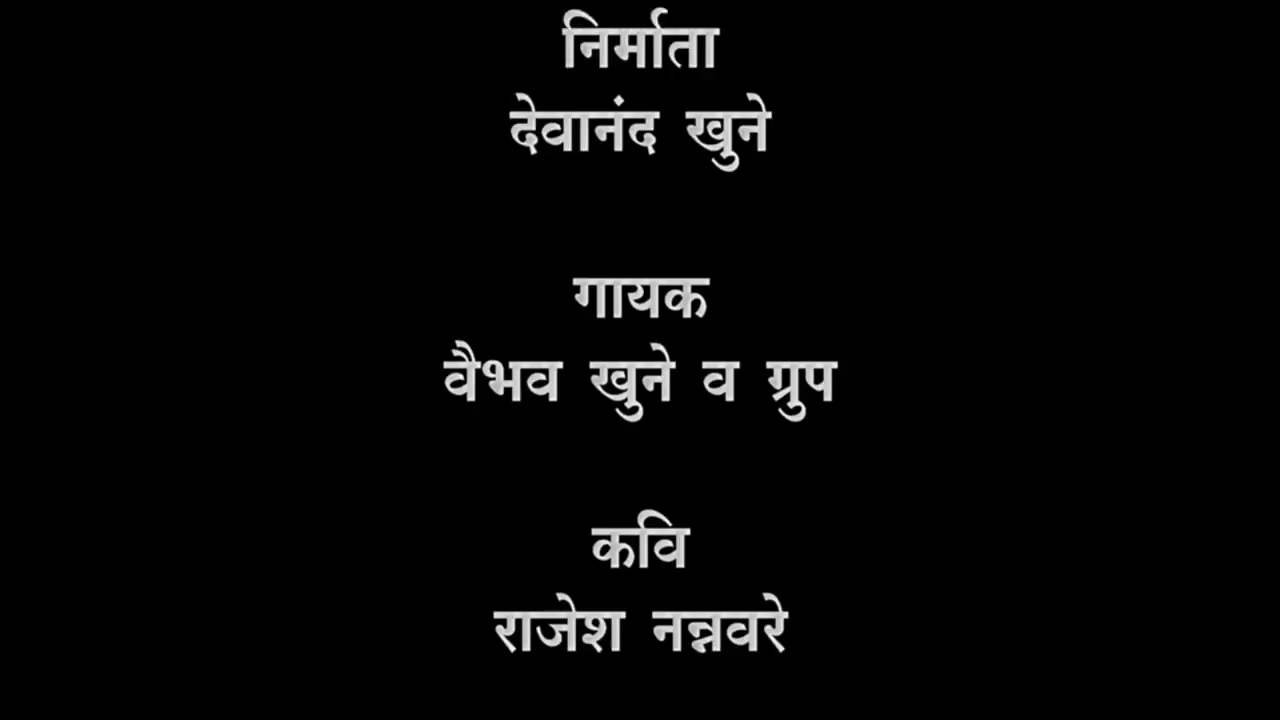 निर्माता
देवानंद खुने
गायक
वैभव खुने व ग्रुप
कवि
राजेश नन्नवरे